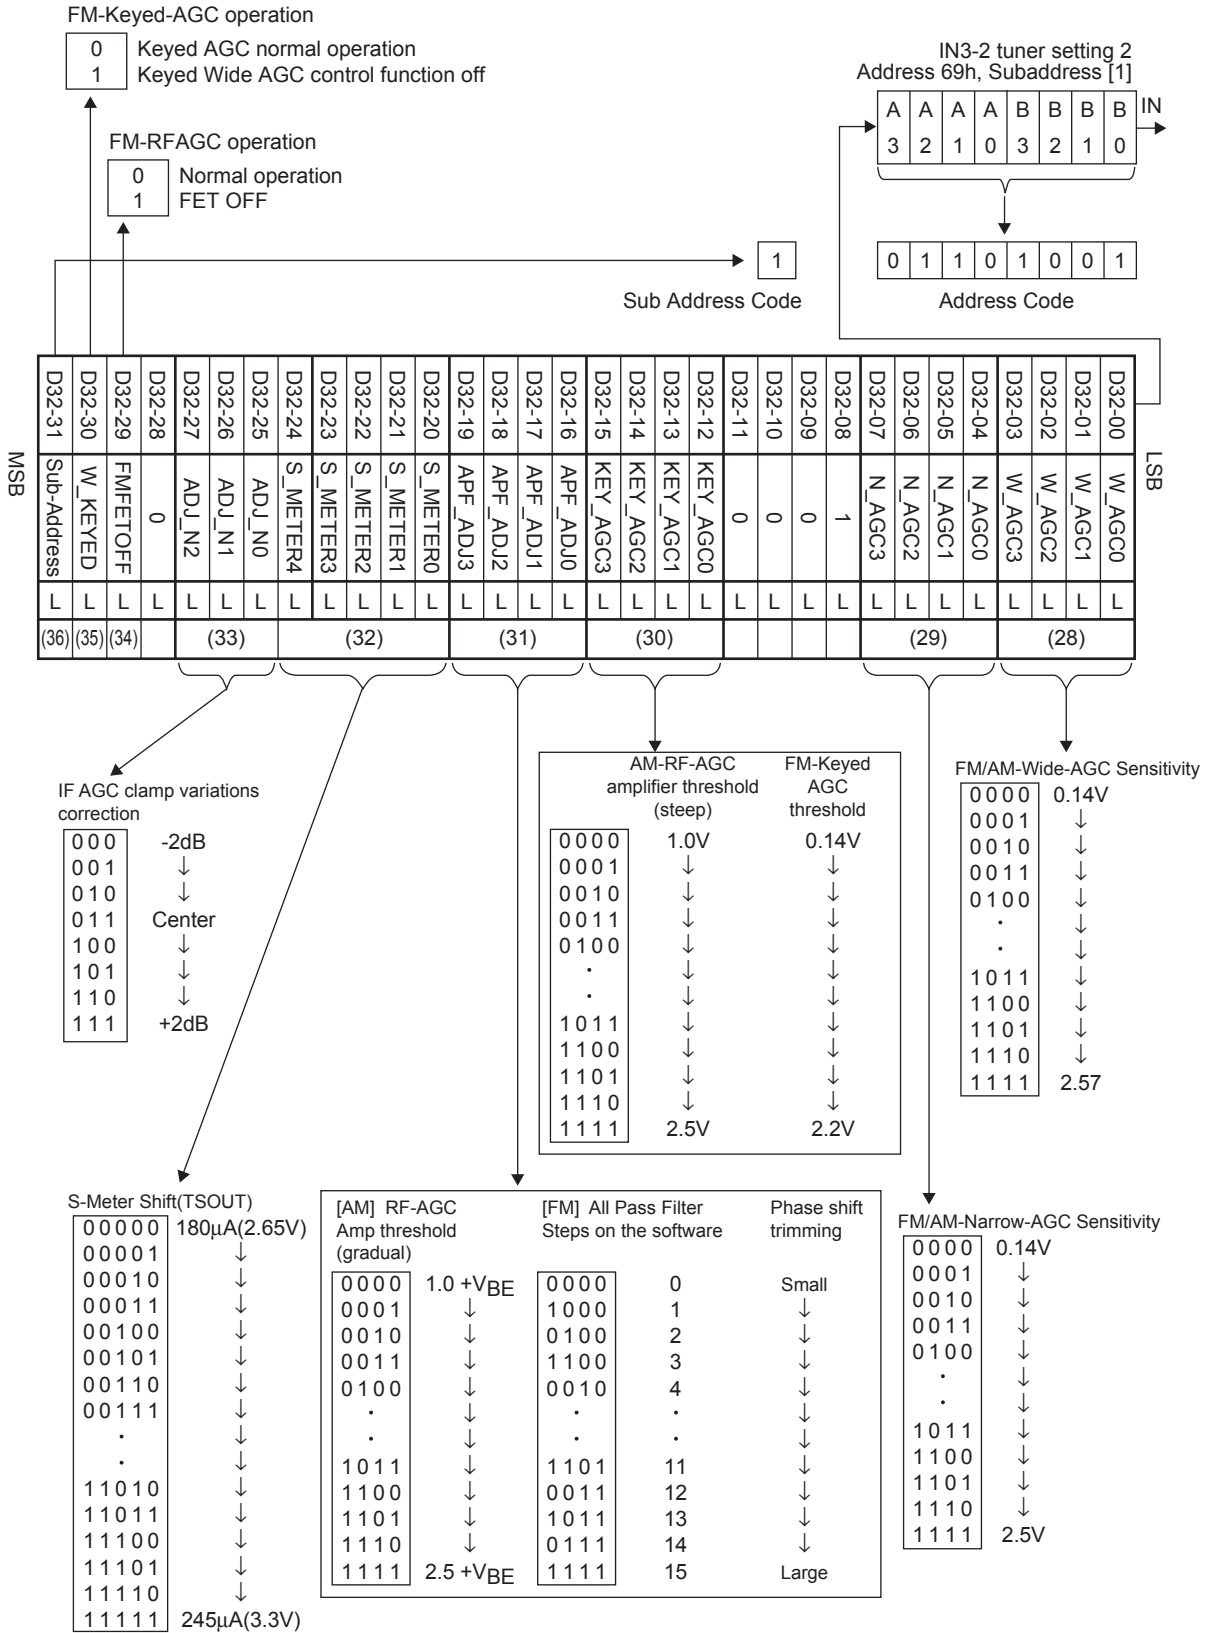 FM-Keyed-AGC operation
0 Keyed AGC normal operation
1 Keyed Wide AGC control function off
FM-RFAGC operation
0 Normal operation
1 FET OFF
IN3-2 tuner setting 2
Address 69h, Subaddress [1]
A A A A B B B B IN
3 2 1 0 3 2 1 0
0 1 1 0 1 0 0 1
Address Code
1
Sub Address Code
MSB
LSB
D32-31 D32-30 D32-29 D32-28 D32-27 D32-26 D32-25 D32-24 D32-23 D32-22 D32-21 D32-20 D32-19 D32-18 D32-17 D32-16 D32-15 D32-14 D32-13 D32-12 D32-11 D32-10 D32-09 D32-08 D32-07 D32-06 D32-05 D32-04 D32-03 D32-02 D32-01 D32-00
Sub-Address W_KEYED FMFETOFF 0 ADJ_N2 ADJ_N1 ADJ_N0 S_METER4 S_METER3 S_METER2 S_METER1 S_METER0 APF_ADJ3 APF_ADJ2 APF_ADJ1 APF_ADJ0 KEY_AGC3 KEY_AGC2 KEY_AGC1 KEY_AGC0 0 0 0 1 N_AGC3 N_AGC2 N_AGC1 N_AGC0 W_AGC3 W_AGC2 W_AGC1 W_AGC0
L L L L L L L L L L L L L L L L L L L L L L L L L L L L L L L L
(36) (35) (34) (33) (32) (31) (30) (29) (28)
IF AGC clamp variations
correction
000 -2dB
001 ↓
010 ↓
011 Center
100 ↓
101 ↓
110 ↓
111 +2dB
AM-RF-AGC
amplifier threshold
(steep)
FM-Keyed
AGC
threshold
0000 1.0V 0.14V
0001 ↓ ↓
0010 ↓ ↓
0011 ↓ ↓
0100 ↓ ↓
· ↓ ↓
· ↓ ↓
1011 ↓ ↓
1100 ↓ ↓
1101 ↓ ↓
1110 ↓ ↓
1111 2.5V 2.2V
FM/AM-Wide-AGC Sensitivity
0000 0.14V
0001 ↓
0010 ↓
0011 ↓
0100 ↓
· ↓
· ↓
1011 ↓
1100 ↓
1101 ↓
1110 ↓
1111 2.57
S-Meter Shift(TSOUT)
00000 180μA(2.65V)
00001 ↓
00010 ↓
00011 ↓
00100 ↓
00101 ↓
00110 ↓
00111 ↓
· ↓
· ↓
11010 ↓
11011 ↓
11100 ↓
11101 ↓
11110 ↓
11111 245μA(3.3V)
[AM] RF-AGC
Amp threshold
(gradual)
[FM] All Pass Filter
Steps on the software
Phase shift
trimming
0000 1.0 +VBE 0000 0 Small
0001 ↓ 1000 1 ↓
0010 ↓ 0100 2 ↓
0011 ↓ 1100 3 ↓
0100 ↓ 0010 4 ↓
· ↓ · · ↓
· ↓ · · ↓
1011 ↓ 1101 11 ↓
1100 ↓ 0011 12 ↓
1101 ↓ 1011 13 ↓
1110 ↓ 0111 14 ↓
1111 2.5 +VBE 1111 15 Large
FM/AM-Narrow-AGC Sensitivity
0000 0.14V
0001 ↓
0010 ↓
0011 ↓
0100 ↓
· ↓
· ↓
1011 ↓
1100 ↓
1101 ↓
1110 ↓
1111 2.5V